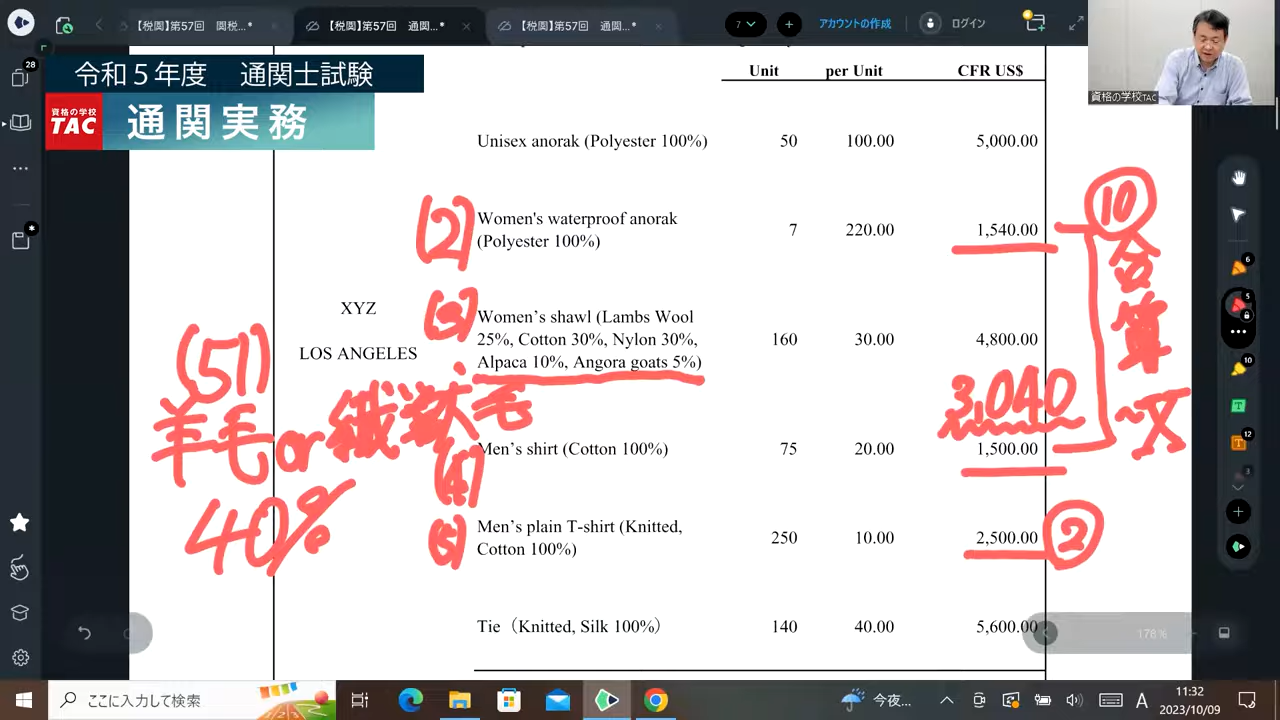 【税関】第57回 関税...*
【税関】第57回 通関...*
【税関】第57回 通関...*
7
アカウントの作成
ログイン
28
令和5年度 通関士試験
資格の学校
TAC
通関実務
資格の学校TAC
Unit
per Unit
CFR US$
Unisex anorak (Polyester 100%)
50
100.00
5,000.00
(2)
Women's waterproof anorak
(Polyester 100%)
7
220.00
1,540.00
10
合算
~X
XYZ
LOS ANGELES
(3)
Women's shawl (Lambs Wool
25%, Cotton 30%, Nylon 30%,
Alpaca 10%, Angora goats 5%)
160
30.00
4,800.00
(51)
羊毛or繊獣毛
40%
3,040
(4)
Men's shirt (Cotton 100%)
75
20.00
1,500.00
(5)
Men's plain T-shirt (Knitted,
Cotton 100%)
250
10.00
2,500.00
2
Tie（Knitted, Silk 100%）
140
40.00
5,600.00
178%
6
5
10
12
3
ここに入力して検索
今夜...
A
11:32
2023/10/09